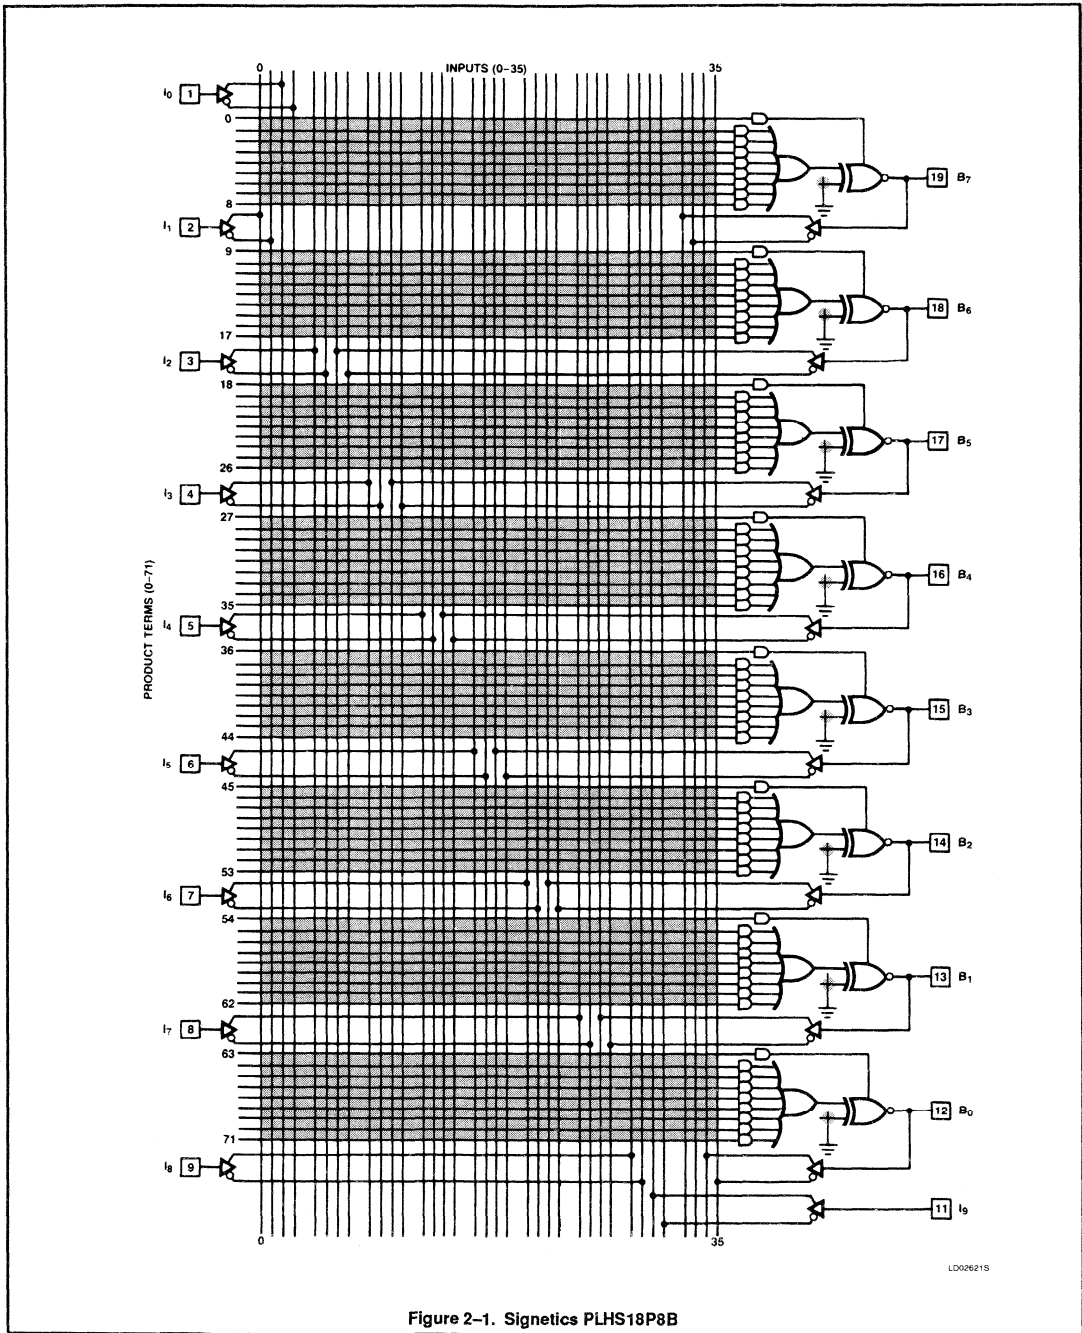 INPUTS (0–35)
0
35
I0
1
0
19
B7
8
I1
2
9
18
B6
17
I2
3
18
17
B5
26
I3
4
27
16
B4
PRODUCT TERMS (0–71)
35
I4
5
36
15
B3
44
I5
6
45
14
B2
53
I6
7
54
13
B1
62
I7
8
63
12
B0
71
I8
9
11
I9
0
35
LD02621S
Figure 2–1. Signetics PLHS18P8B